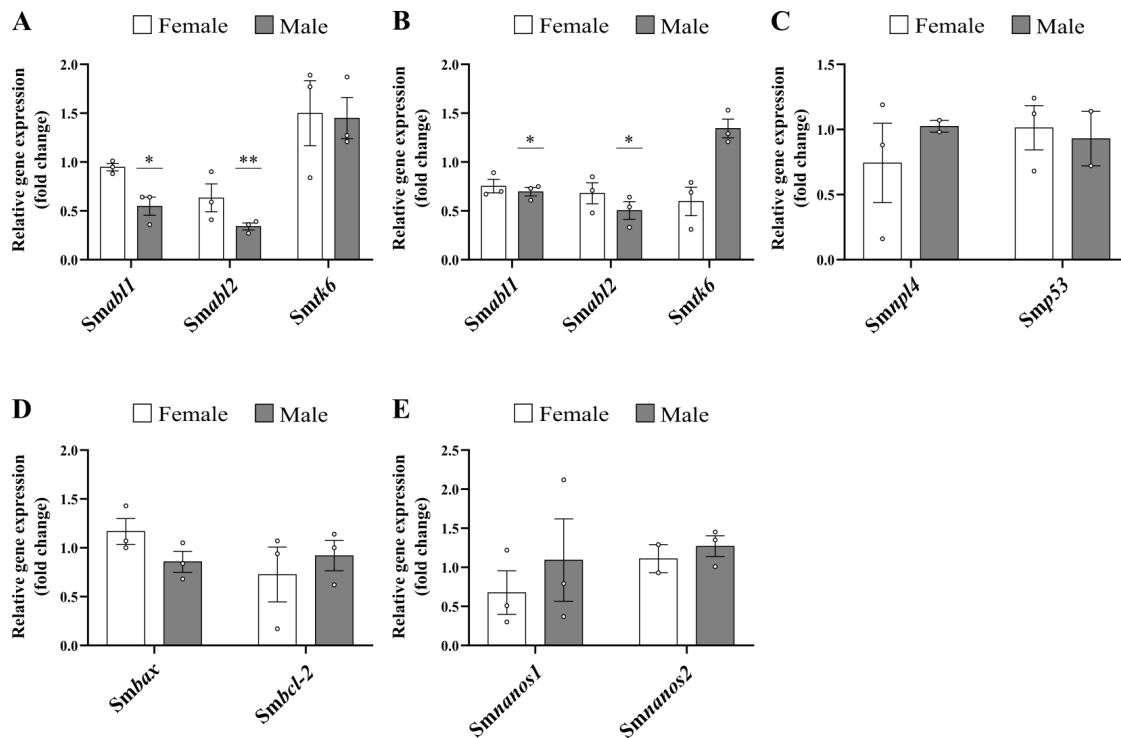 A
Female Male
Relative gene expression
(fold change)
2.0
1.5
1.0
0.5
0.0
*
**
Smabl1
Smabl2
Smtk6
B
Female Male
Relative gene expression
(fold change)
2.0
1.5
1.0
0.5
0.0
*
*
Smabl1
Smabl2
Smtk6
C
Female Male
Relative gene expression
(fold change)
1.5
1.0
0.5
0.0
Smnpl4
Smp53
D
Female Male
Relative gene expression
(fold change)
2.0
1.5
1.0
0.5
0.0
Smbax
Smbcl-2
E
Female Male
Relative gene expression
(fold change)
2.5
2.0
1.5
1.0
0.5
0.0
Smnanos1
Smnanos2